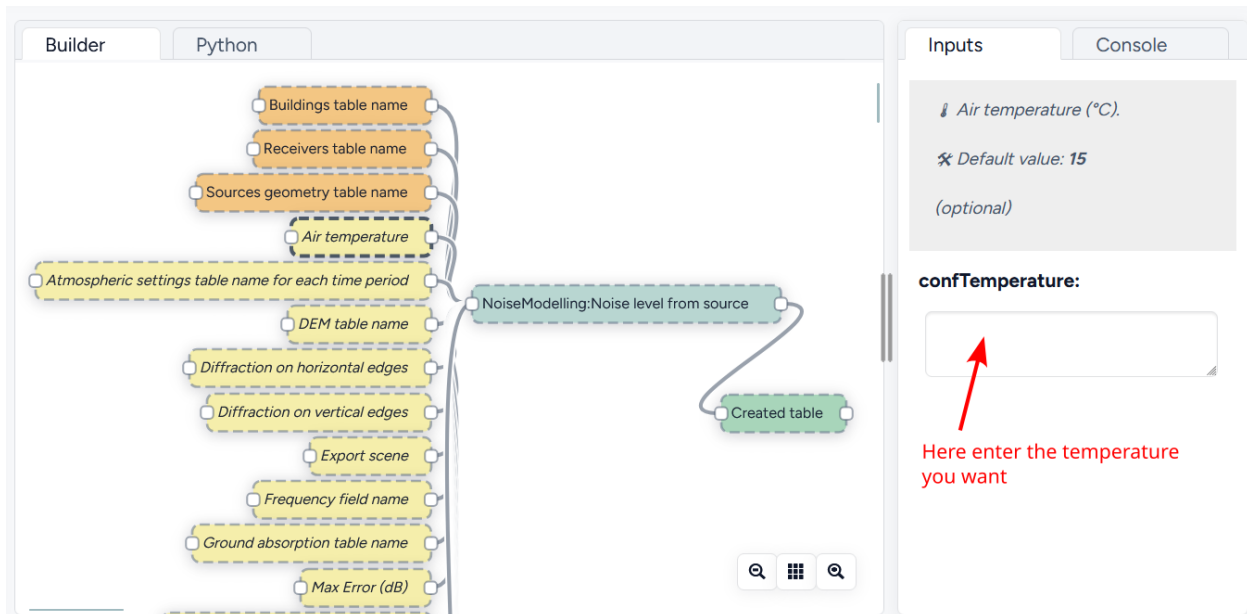 Builder
Python
Buildings table name
Receivers table name
Sources geometry table name
Air temperature
Atmospheric settings table name for each time period
DEM table name
Diffraction on horizontal edges
Diffraction on vertical edges
Export scene
Frequency field name
Ground absorption table name
Max Error (dB)
NoiseModelling:Noise level from source
Created table
Inputs
Console
Air temperature (°C).
Default value: 15
(optional)
confTemperature:
Here enter the temperature
you want